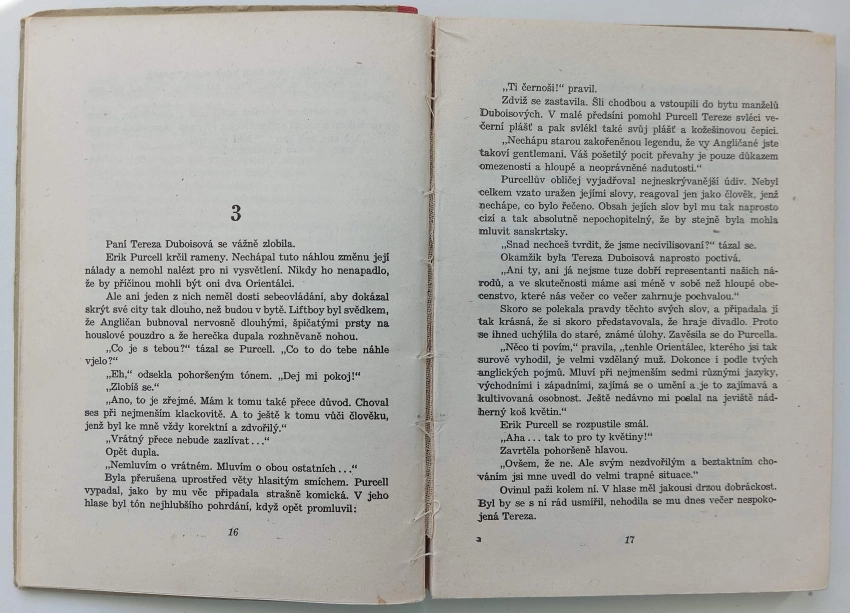 3
Paní Tereza Duboisová se vážně zlobila.
Erik Purcell krčil rameny. Nechápal tuto náhlou změnu její
nálady a nemohl nalézt pro ni vysvětlení. Nikdy ho nenapadlo,
že by příčinou mohli být oni dva Orientálci.
Ale ani jeden z nich neměl dosti sebeovládání, aby dokázal
skrýt své city tak dlouho, než budou v bytě. Liftboy byl svědkem,
že Angličan bubnoval nervosně dlouhými, špičatými prsty na
houslové pouzdro a že herečka dupala rozhněvaně nohou.
„Co je s tebou?“ tázal se Purcell. „Co to do tebe náhle
vjelo?“
„Eh,“ odsekla pohoršeným tónem. „Dej mi pokoj!“
„Zlobíš se.“
„Ano, to je zřejmé. Mám k tomu také přece důvod. Choval
ses při nejmenším klackovitě. A to ještě k tomu vůči člověku,
jenž byl ke mně vždy korektní a zdvořilý.“
„Vrátný přece nebude zazlívat...“
Opět dupla.
„Nemluvím o vrátném. Mluvím o obou ostatních...“
Byla přerušena uprostřed věty hlasitým smíchem. Purcell
vypadal, jako by mu věc připadala strašně komická. V jeho
hlase byl tón nejhlubšího pohrdání, když opět promluvil:
16
„Ti černoši!“ pravil.
Zdviž se zastavila. Šli chodbou a vstoupili do bytu manželů
Duboisových. V malé předsíni pomohl Purcell Tereze svléci ve-
černí plášť a pak svlékl také svůj plášť a kožešinovou čepici.
„Nechápu starou zakořeněnou legendu, že vy Angličané jste
takoví gentlemani. Váš pošetilý pocit převahy je pouze důkazem
omezenosti a hloupé a neoprávněné nadutosti.“
Purcellův obličej vyjadřoval nejneskrývanější údiv. Nebyl
celkem vzato uražen jejími slovy, reagoval jen jako člověk, jenž
nechápe, co bylo řečeno. Obsah jejích slov byl mu tak naprosto
cizí a tak absolutně nepochopitelný, že by stejně byla mohla
mluvit sanskrtsky.
„Snad nechceš tvrdit, že jsme necivilisovaní?“ tázal se.
Okamžik byla Tereza Duboisová naprosto poctivá.
„Ani ty, ani já nejsme tuze dobří representanti našich ná-
rodů, a ve skutečnosti máme asi méně v sobě než hloupé obe-
censtvo, které nás večer co večer zahrnuje pochvalou.“
Skoro se polekala pravdy těchto svých slov, a připadala jí
tak krásná, že si skoro představovala, že hraje divadlo. Proto
se ihned uchýlila do staré, známé úlohy. Zavěsila se do Purcella.
„Něco ti povím,“ pravila, „tenhle Orientálec, kterého jsi tak
surově vyhodil, je velmi vzdělaný muž. Dokonce i podle tvých
anglických pojmů. Mluví při nejmenším sedmi různými jazyky,
východními i západními, zajímá se o umění a je to zajímavá a
kultivovaná osobnost. Ještě nedávno mi poslal na jeviště nád-
herný koš květin.“
Erik Purcell se rozpustile smál.
„Aha... tak to pro ty květiny!“
Zavrtěla pohoršeně hlavou.
„Ovšem, že ne. Ale svým nezdvořilým a beztaktním cho-
váním jsi mne uvedl do velmi trapné situace.“
Ovinul paži kolem ní. V hlase měl jakousi drzou dobráckost.
Byl by se s ní rád usmířil, nehodila se mu dnes večer nespoko-
jená Tereza.
17